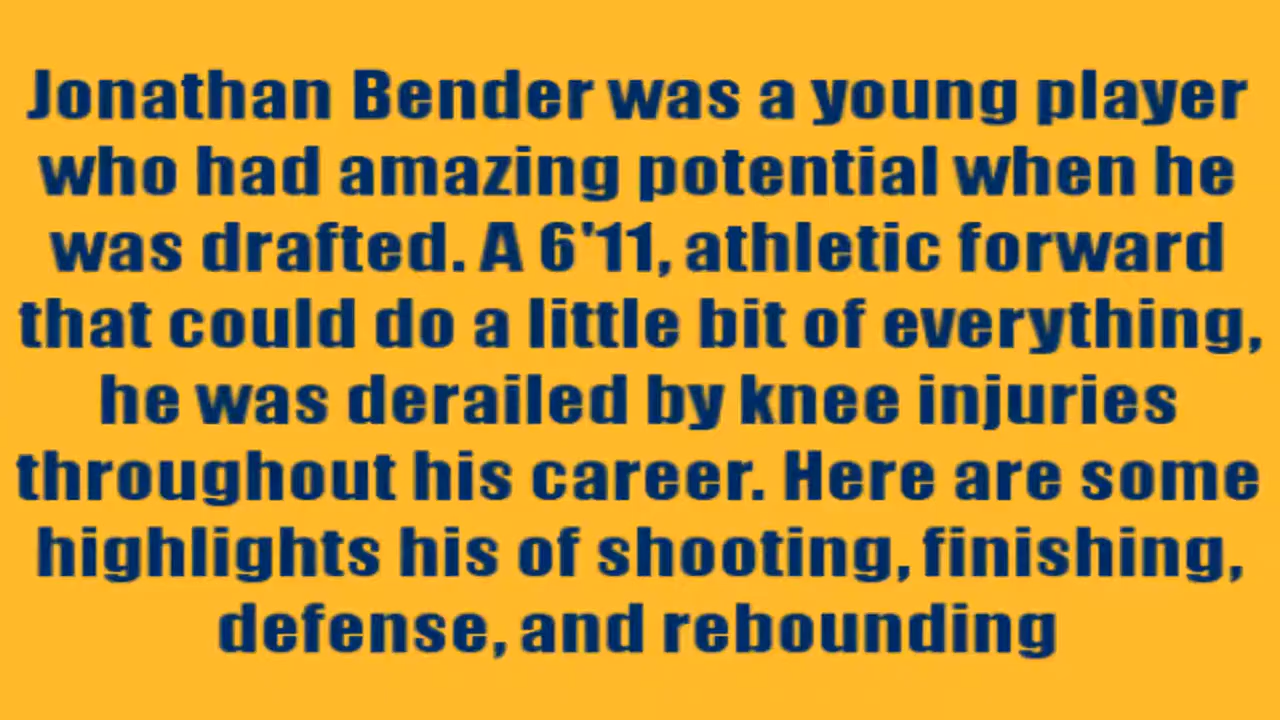 Jonathan Bender was a young player
who had amazing potential when he
was drafted. A 6'11, athletic forward
that could do a little bit of everything,
he was derailed by knee injuries
throughout his career. Here are some
highlights his of shooting, finishing,
defense, and rebounding